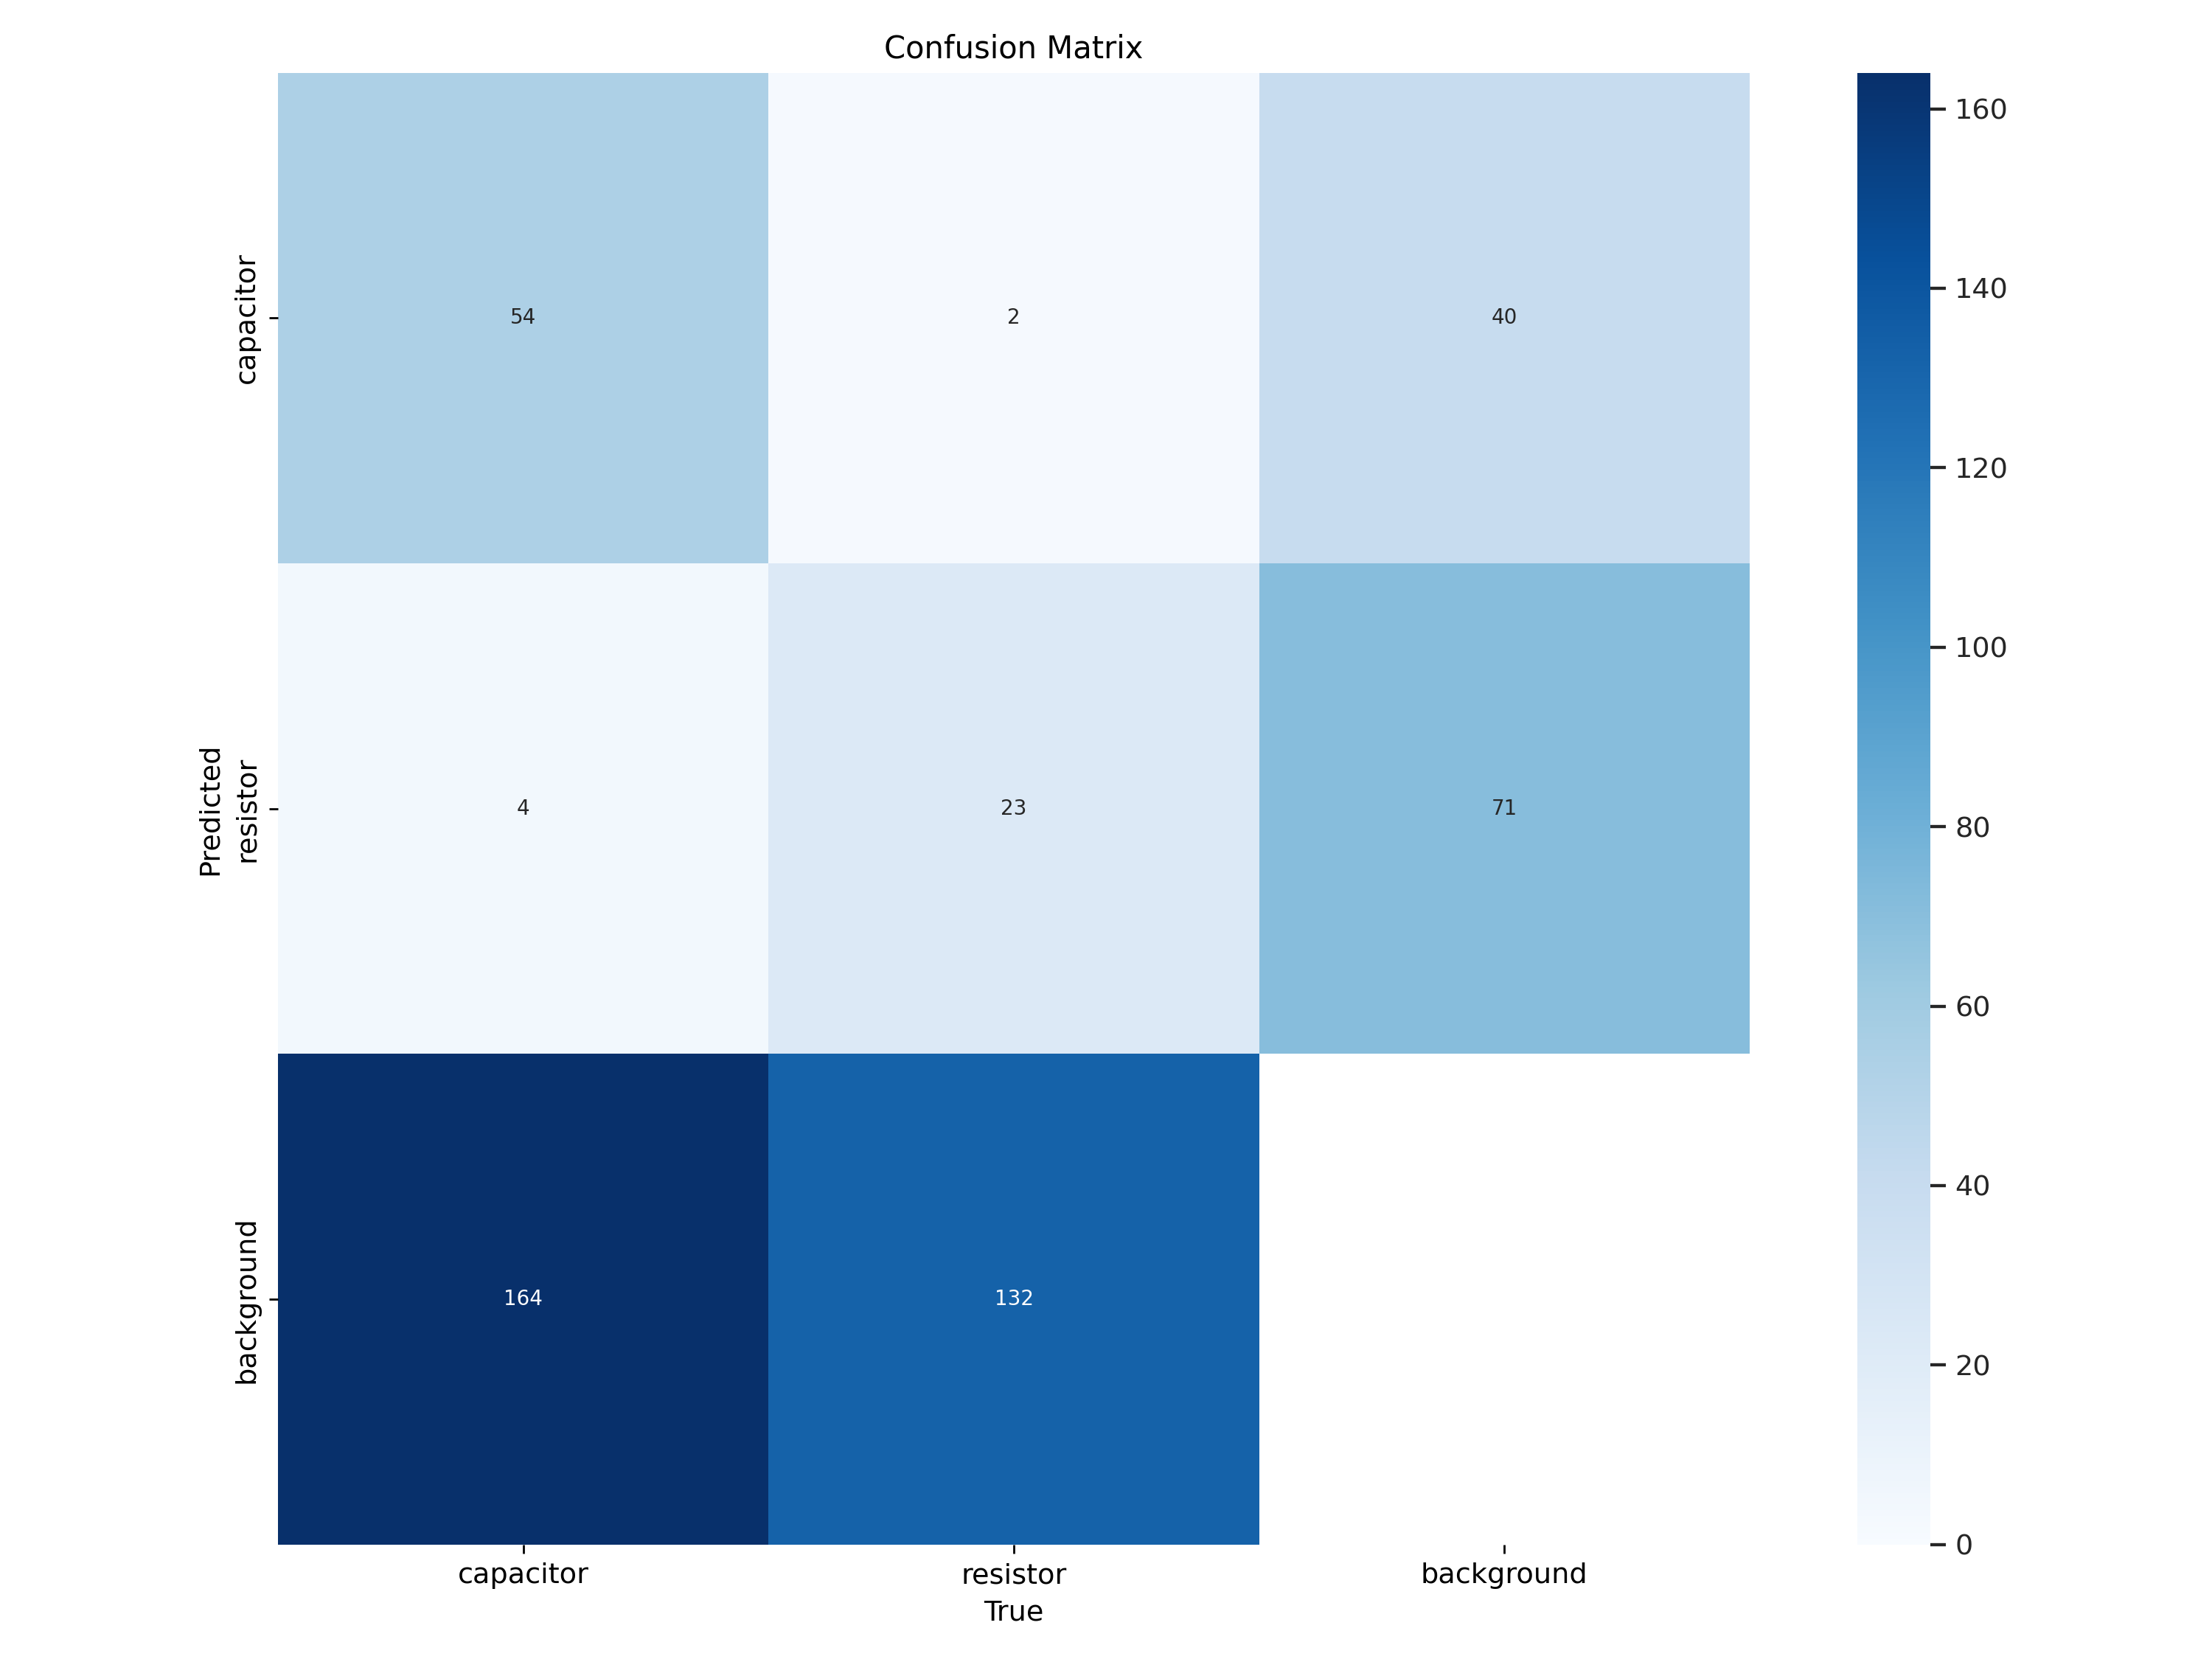 Confusion Matrix
Predicted
capacitor
54
2
40
resistor
4
23
71
background
164
132
capacitor
resistor
background
True
160
140
120
100
80
60
40
20
0